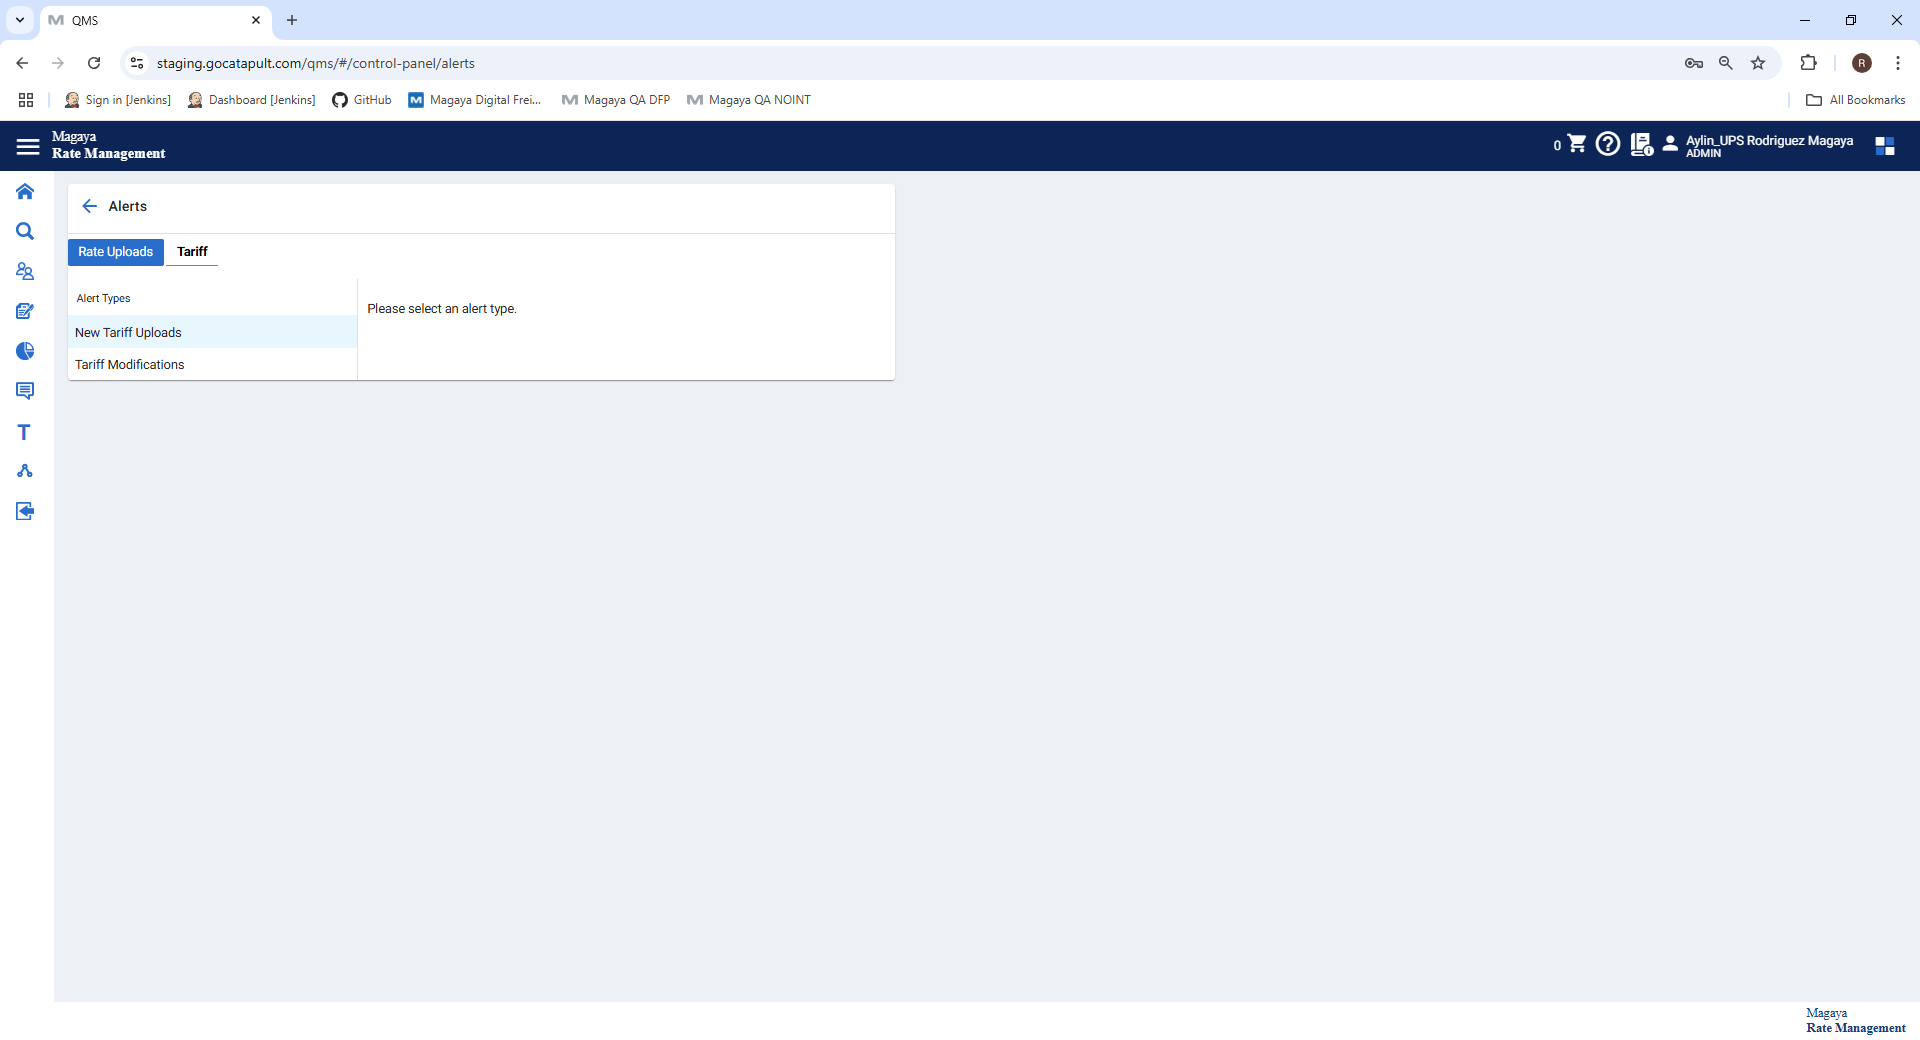 QMS
staging.gocatapult.com/qms/#/control-panel/alerts
R
Sign in [Jenkins]
Dashboard [Jenkins]
GitHub
Magaya Digital Frei...
Magaya QA DFP
Magaya QA NOINT
All Bookmarks
Magaya
Rate Management
0
Aylin_UPS Rodriguez Magaya
ADMIN
Alerts
Rate Uploads
Tariff
Alert Types
Please select an alert type.
New Tariff Uploads
Tariff Modifications
T
Magaya
Rate Management